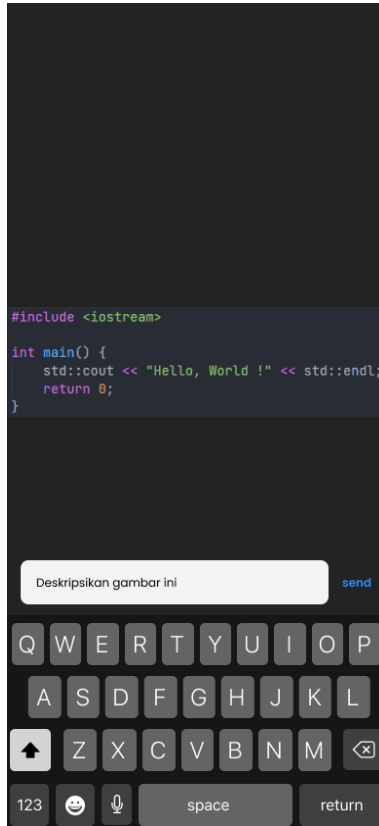 #include <iostream>
int main() {
std::cout << "Hello, World !" << std::endl;
return 0;
}
Deskripsikan gambar ini
send
Q W E R T Y U I O P
A S D F G H J K L
Z X C V B N M
123 space return